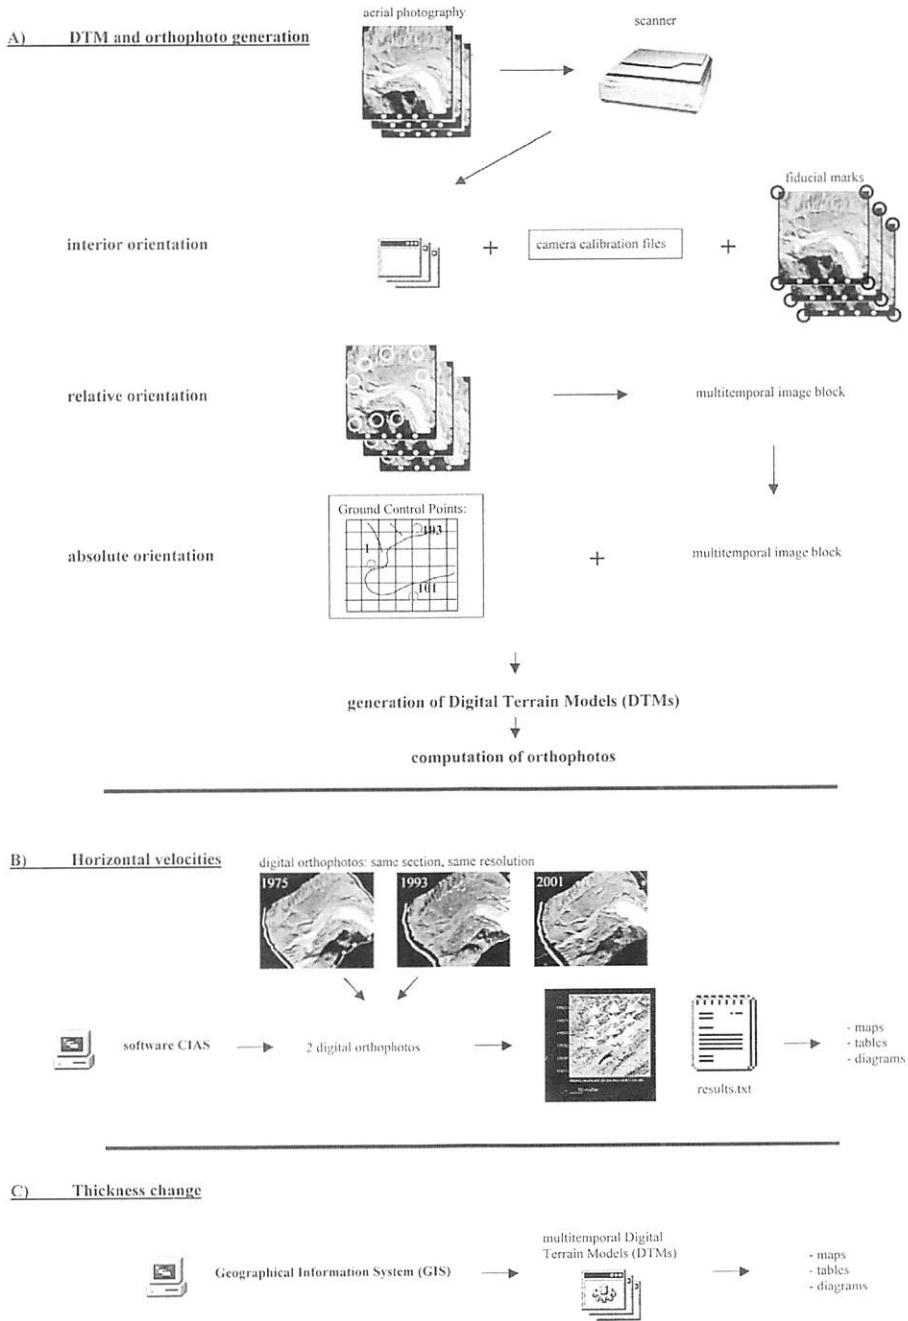 aerial photography
scanner
A) DTM and orthophoto generation
fiducial marks
interior orientation
+
camera calibration files
+
relative orientation
multitemporal image block
Ground Control Points:
103
1
absolute orientation
+
multitemporal image block
101
generation of Digital Terrain Models (DTMs)
computation of orthophotos
B) Horizontal velocities
digital orthophotos: same section, same resolution
1975
1993
2001
software CIAS
2 digital orthophotos
- maps
- tables
- diagrams
results.txt
C) Thickness change
multitemporal Digital
Terrain Models (DTMs)
Geographical Information System (GIS)
- maps
- tables
- diagrams